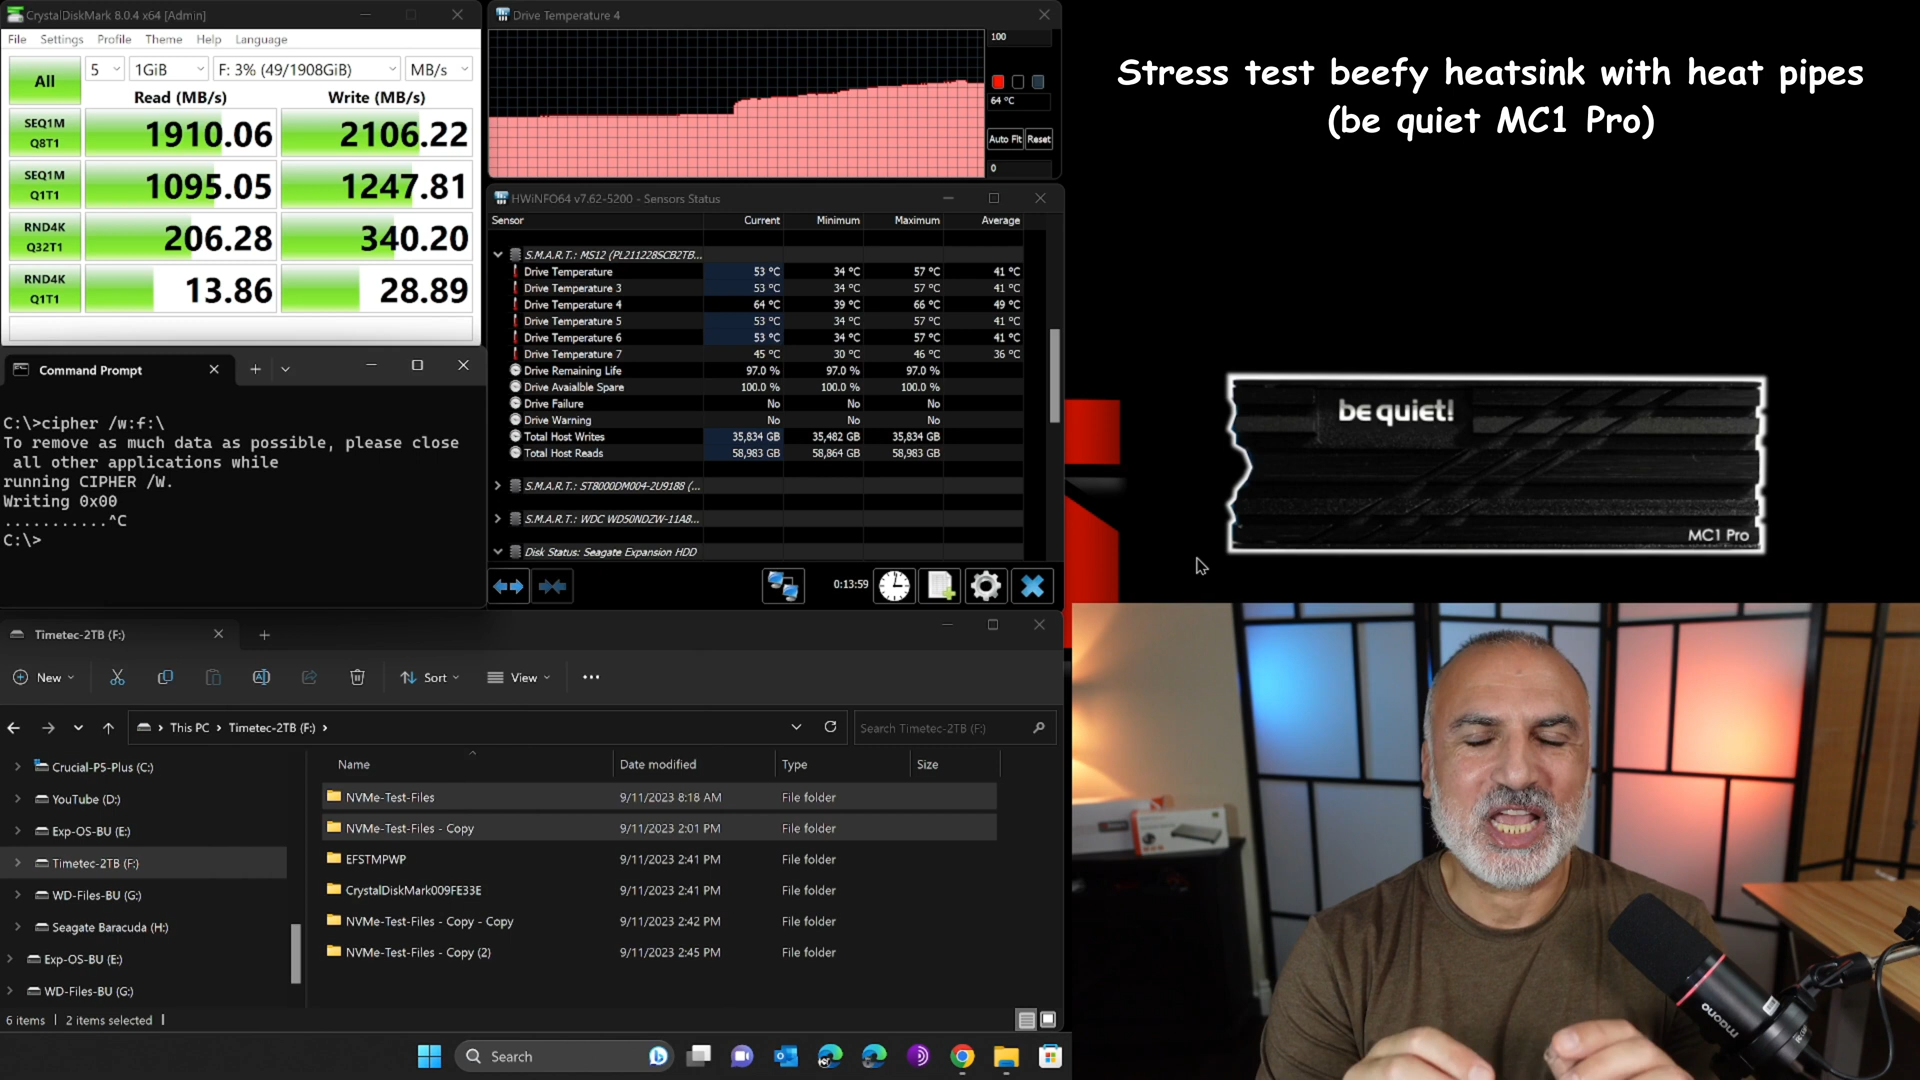 CrystalDiskMark 8.0.4 x64 [Admin]
File Settings Profile Theme Help Language
All 5 1GiB F: 3% (49/1908GiB) MB/s
Read (MB/s) Write (MB/s)
SEQ1M
Q8T1
1910.06 2106.22
SEQ1M
Q1T1
1095.05 1247.81
RND4K
Q32T1
206.28 340.20
RND4K
Q1T1
13.86 28.89
Drive Temperature 4
100
64 °C
Auto Fit Reset
0
Stress test beefy heatsink with heat pipes
(be quiet MC1 Pro)
HWiNFO64 v7.62-5200 - Sensors Status
Sensor Current Minimum Maximum Average
S.M.A.R.T.: MS12 (PL211228SCB2TB...
Drive Temperature 53 °C 34 °C 57 °C 41 °C
Drive Temperature 3 53 °C 34 °C 57 °C 41 °C
Drive Temperature 4 64 °C 39 °C 66 °C 49 °C
Drive Temperature 5 53 °C 34 °C 57 °C 41 °C
Drive Temperature 6 53 °C 34 °C 57 °C 41 °C
Drive Temperature 7 45 °C 30 °C 46 °C 36 °C
Drive Remaining Life 97.0 % 97.0 % 97.0 %
Drive Avaialble Spare 100.0 % 100.0 % 100.0 %
Drive Failure No No No
Drive Warning No No No
Total Host Writes 35,834 GB 35,482 GB 35,834 GB
Total Host Reads 58,983 GB 58,864 GB 58,983 GB
S.M.A.R.T.: ST8000DM004-2U9188 (...
S.M.A.R.T.: WDC WD50NDZW-11A8...
Disk Status: Seagate Expansion HDD
0:13:59
Command Prompt
C:\>cipher /w:f:\
To remove as much data as possible, please close
all other applications while
running CIPHER /W.
Writing 0x00
...........^C
C:\>
be quiet!
MC1 Pro
Timetec-2TB (F:)
New Sort View
This PC Timetec-2TB (F:) Search Timetec-2TB (F:)
Crucial-P5-Plus (C:)
YouTube (D:)
Exp-OS-BU (E:)
Timetec-2TB (F:)
WD-Files-BU (G:)
Seagate Baracuda (H:)
Exp-OS-BU (E:)
WD-Files-BU (G:)
Name Date modified Type Size
NVMe-Test-Files 9/11/2023 8:18 AM File folder
NVMe-Test-Files - Copy 9/11/2023 2:01 PM File folder
EFSTMPWP 9/11/2023 2:41 PM File folder
CrystalDiskMark009FE33E 9/11/2023 2:41 PM File folder
NVMe-Test-Files - Copy - Copy 9/11/2023 2:42 PM File folder
NVMe-Test-Files - Copy (2) 9/11/2023 2:45 PM File folder
6 items 2 items selected
Search
maono